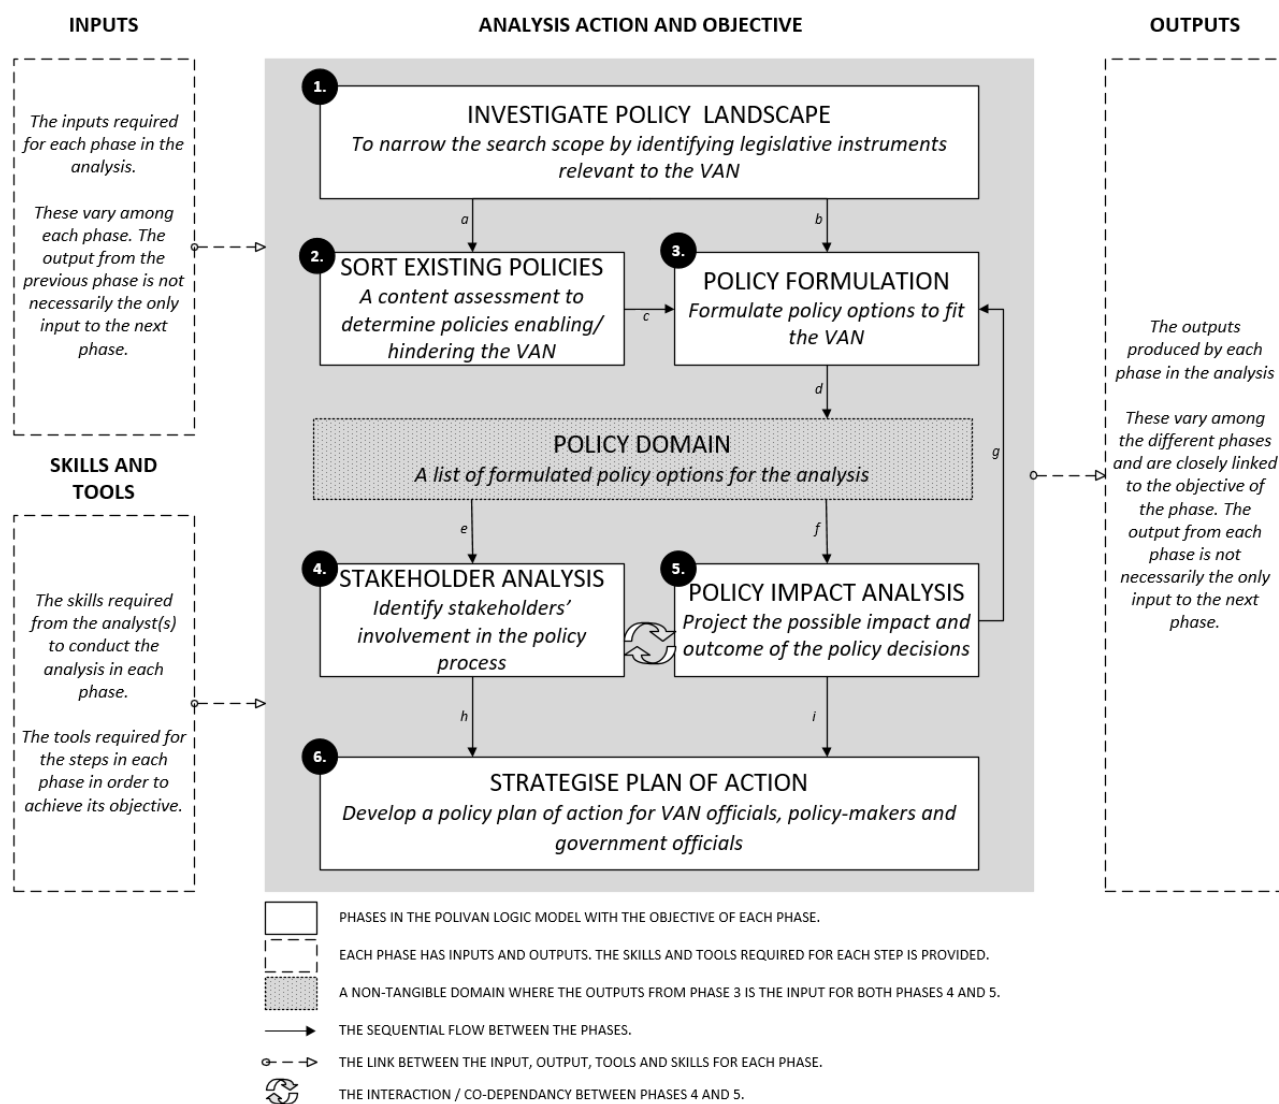 INPUTS
ANALYSIS ACTION AND OBJECTIVE
OUTPUTS
The inputs required
for each phase in the
analysis.
These vary among
each phase. The
output from the
previous phase is not
necessarily the only
input to the next
phase.
SKILLS AND
TOOLS
The skills required
from the analyst(s)
to conduct the
analysis in each
phase.
The tools required for
the steps in each
phase in order to
achieve its objective.
1.
INVESTIGATE POLICY LANDSCAPE
To narrow the search scope by identifying legislative instruments
relevant to the VAN
a
b
2.
SORT EXISTING POLICIES
A content assessment to
determine policies enabling/
hindering the VAN
c
3.
POLICY FORMULATION
Formulate policy options to fit
the VAN
d
g
POLICY DOMAIN
A list of formulated policy options for the analysis
e
f
4.
STAKEHOLDER ANALYSIS
Identify stakeholders’
involvement in the policy
process
5.
POLICY IMPACT ANALYSIS
Project the possible impact and
outcome of the policy decisions
h
i
6.
STRATEGISE PLAN OF ACTION
Develop a policy plan of action for VAN officials, policy-makers and
government officials
The outputs
produced by each
phase in the analysis
These vary among
the different phases
and are closely linked
to the objective of
the phase. The
output from each
phase is not
necessarily the only
input to the next
phase.
PHASES IN THE POLIVAN LOGIC MODEL WITH THE OBJECTIVE OF EACH PHASE.
EACH PHASE HAS INPUTS AND OUTPUTS. THE SKILLS AND TOOLS REQUIRED FOR EACH STEP IS PROVIDED.
A NON-TANGIBLE DOMAIN WHERE THE OUTPUTS FROM PHASE 3 IS THE INPUT FOR BOTH PHASES 4 AND 5.
THE SEQUENTIAL FLOW BETWEEN THE PHASES.
THE LINK BETWEEN THE INPUT, OUTPUT, TOOLS AND SKILLS FOR EACH PHASE.
THE INTERACTION / CO-DEPENDANCY BETWEEN PHASES 4 AND 5.